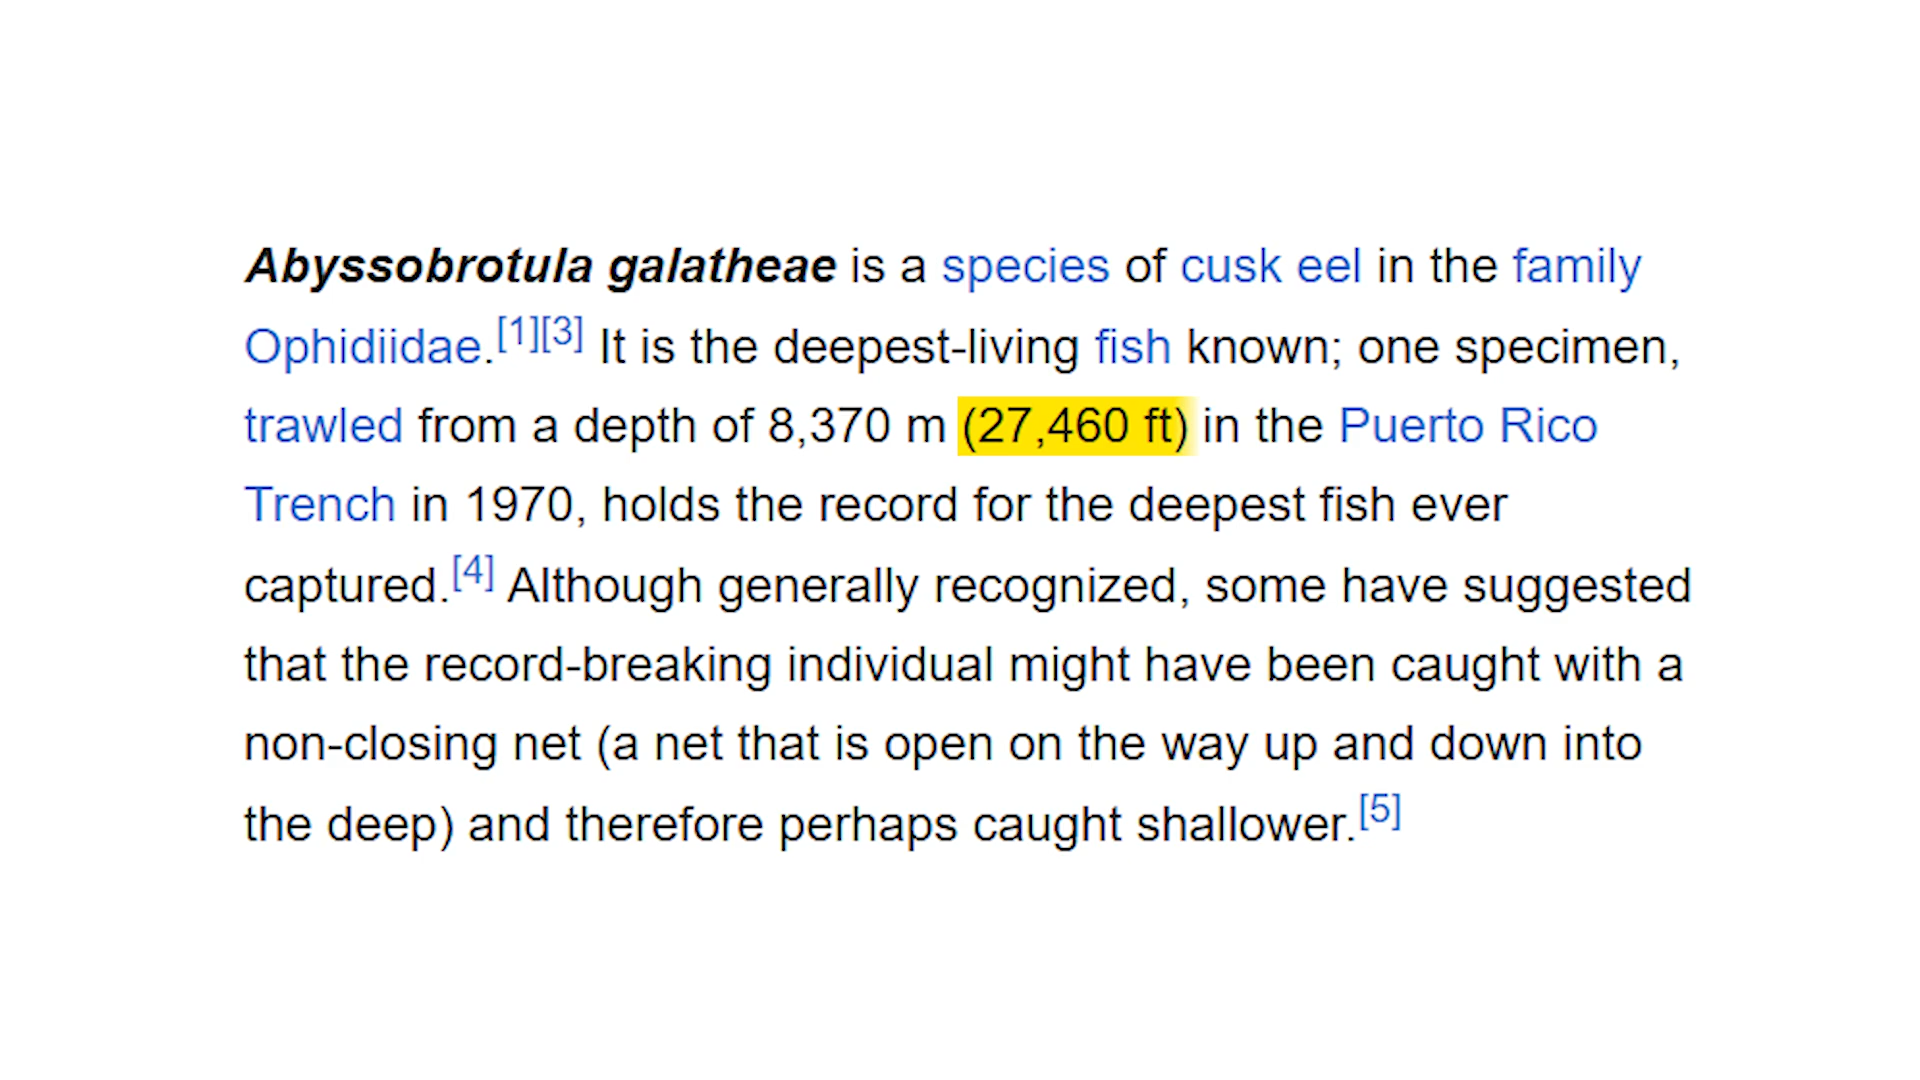 Abyssobrotula galatheae is a species of cusk eel in the family
Ophidiidae.[1][3] It is the deepest-living fish known; one specimen,
trawled from a depth of 8,370 m (27,460 ft) in the Puerto Rico
Trench in 1970, holds the record for the deepest fish ever
captured.[4] Although generally recognized, some have suggested
that the record-breaking individual might have been caught with a
non-closing net (a net that is open on the way up and down into
the deep) and therefore perhaps caught shallower.[5]